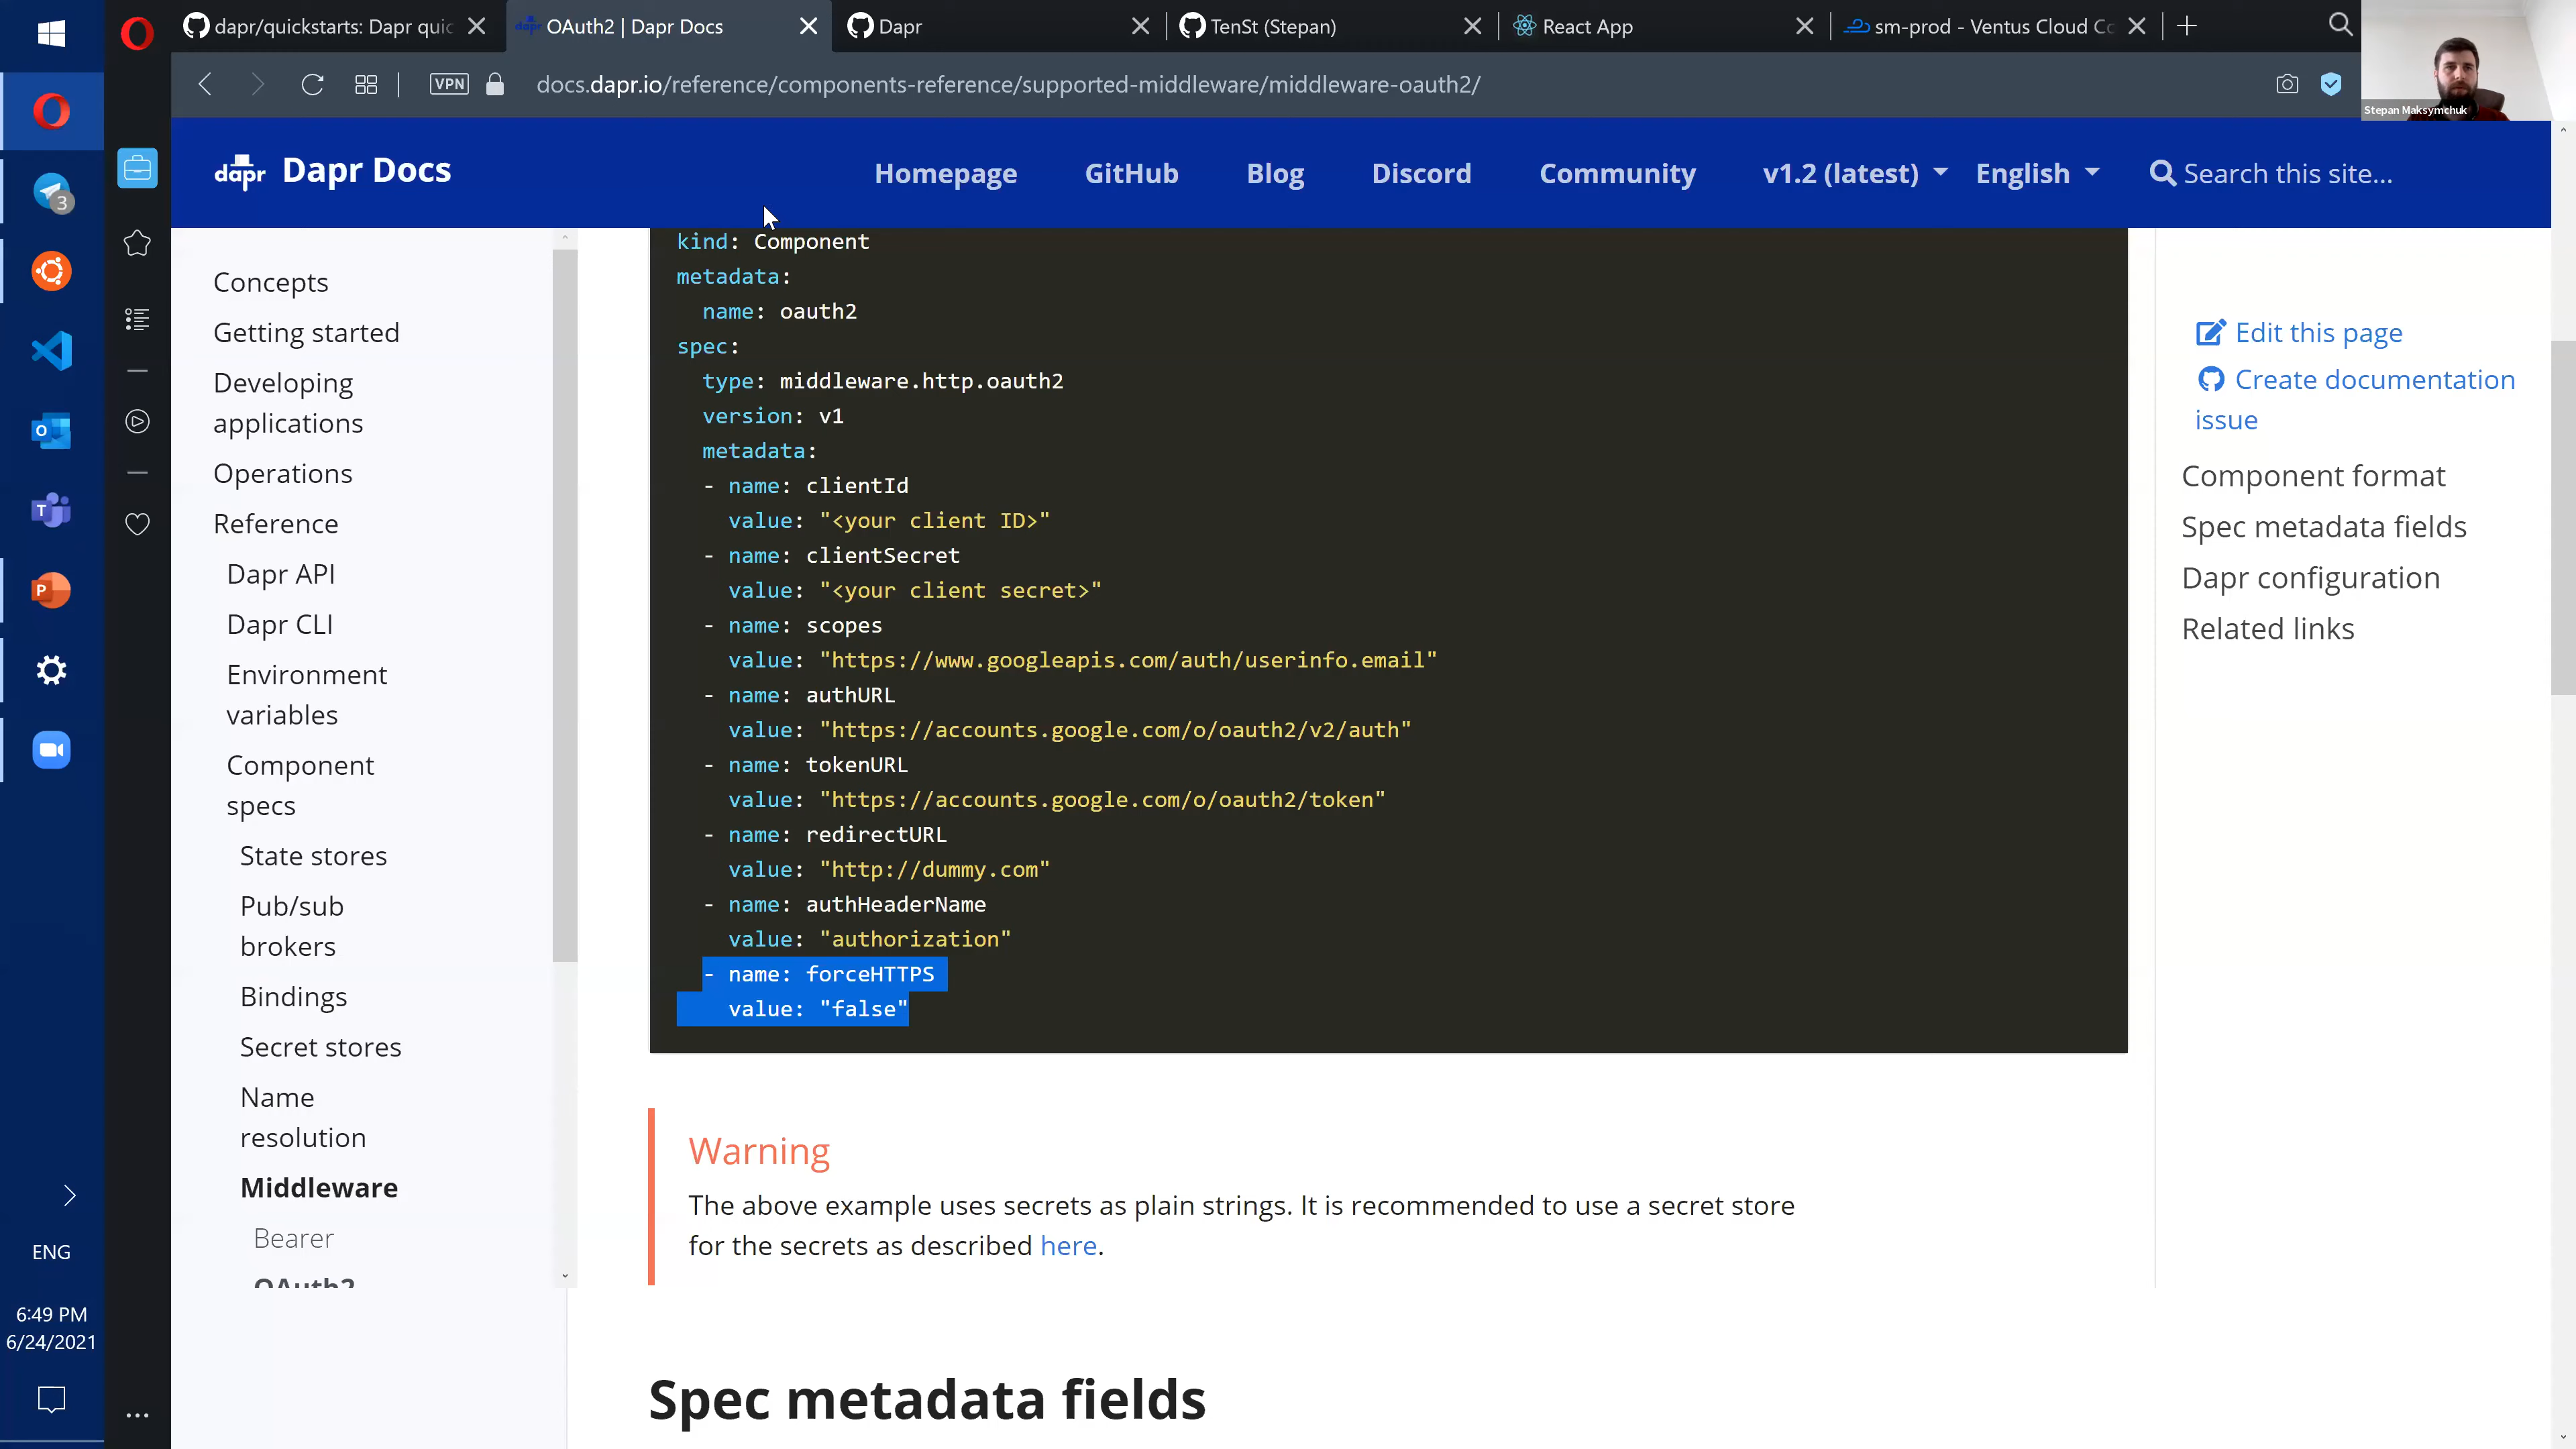 dapr/quickstarts: Dapr quic
OAuth2 | Dapr Docs
Dapr
TenSt (Stepan)
React App
sm-prod - Ventus Cloud Co
VPN
docs.dapr.io/reference/components-reference/supported-middleware/middleware-oauth2/
Stepan Maksymchuk
dapr
Dapr Docs
Homepage
GitHub
Blog
Discord
Community
v1.2 (latest)
English
Search this site...
3
Concepts
Getting started
Developing
applications
Operations
Reference
Dapr API
Dapr CLI
Environment
variables
Component
specs
State stores
Pub/sub
brokers
Bindings
Secret stores
Name
resolution
Middleware
Bearer
OAuth2
kind: Component
metadata:
name: oauth2
spec:
type: middleware.http.oauth2
version: v1
metadata:
- name: clientId
value: "<your client ID>"
- name: clientSecret
value: "<your client secret>"
- name: scopes
value: "https://www.googleapis.com/auth/userinfo.email"
- name: authURL
value: "https://accounts.google.com/o/oauth2/v2/auth"
- name: tokenURL
value: "https://accounts.google.com/o/oauth2/token"
- name: redirectURL
value: "http://dummy.com"
- name: authHeaderName
value: "authorization"
- name: forceHTTPS
value: "false"
Warning
The above example uses secrets as plain strings. It is recommended to use a secret store
for the secrets as described here.
Spec metadata fields
Edit this page
Create documentation
issue
Component format
Spec metadata fields
Dapr configuration
Related links
ENG
6:49 PM
6/24/2021